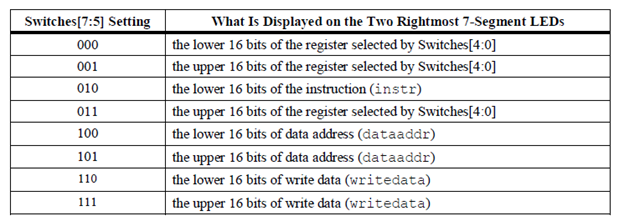 Switches[7:5] Setting What Is Displayed on the Two Rightmost 7-Segment LEDs
000 the lower 16 bits of the register selected by Switches[4:0]
001 the upper 16 bits of the register selected by Switches[4:0]
010 the lower 16 bits of the instruction (instr)
011 the upper 16 bits of the register selected by Switches[4:0]
100 the lower 16 bits of data address (dataaddr)
101 the upper 16 bits of data address (dataaddr)
110 the lower 16 bits of write data (writedata)
111 the upper 16 bits of write data (writedata)